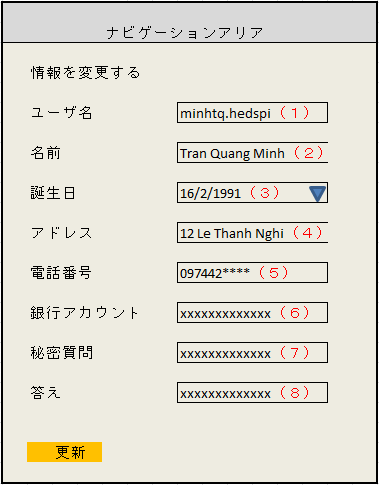 ナビゲーションアリア
情報を変更する
ユーザ名 minhtq.hedspi（１）
名前 Tran Quang Minh（２）
誕生日 16/2/1991（３）
アドレス 12 Le Thanh Nghi（４）
電話番号 097442****（５）
銀行アカウント xxxxxxxxxxxxx（６）
秘密質問 xxxxxxxxxxxxx（７）
答え xxxxxxxxxxxxx（８）
更新